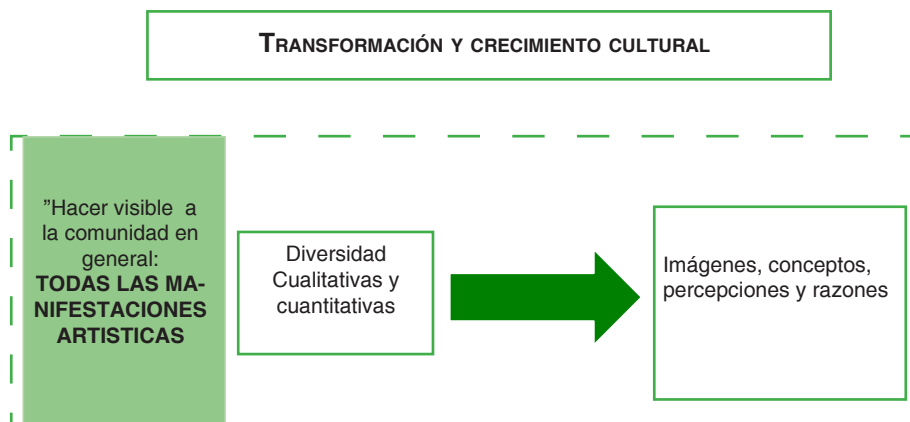 TRANSFORMACIÓN Y CRECIMIENTO CULTURAL
”Hacer visible a
la comunidad en
general:
TODAS LAS MA-
NIFESTACIONES
ARTISTICAS
Diversidad
Cualitativas y
cuantitativas
Imágenes, conceptos,
percepciones y razones